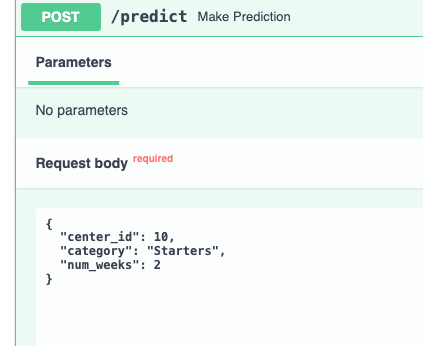 POST /predict Make Prediction
Parameters
No parameters
Request body required
{
  "center_id": 10,
  "category": "Starters",
  "num_weeks": 2
}